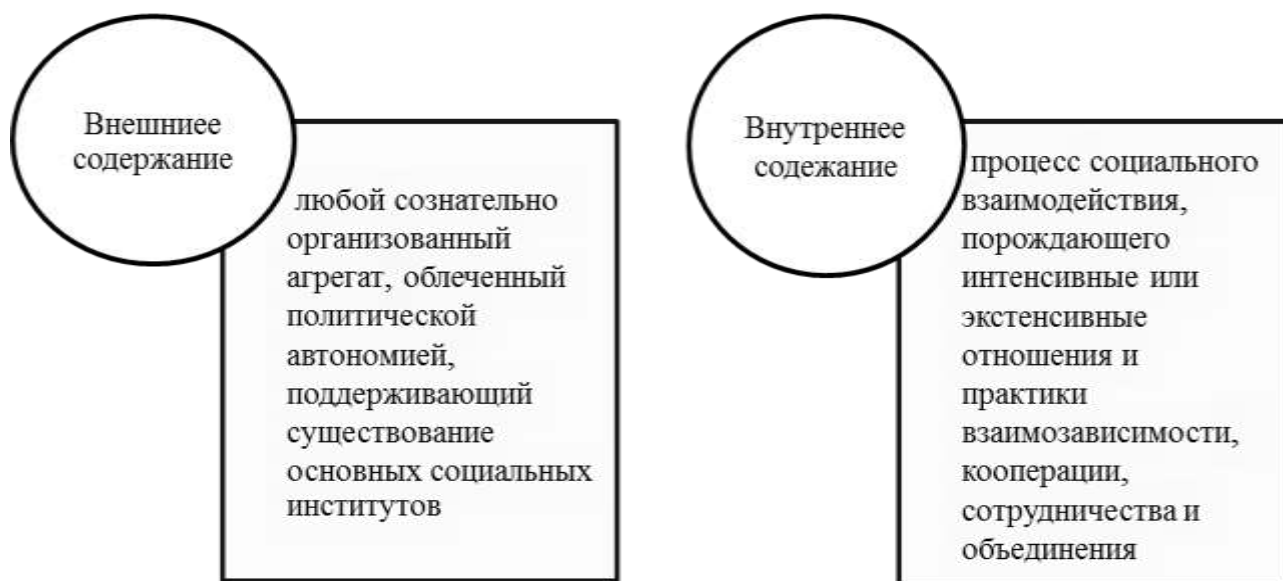 Внешниее
содержание
любой сознательно
организованный
агрегат, облеченный
политической
автономией,
поддерживающий
существование
основных социальных
институтов
Внутреннее
содежание
процесс социального
взаимодействия,
порождающего
интенсивные или
экстенсивные
отношения и
практики
взаимозависимости,
кооперации,
сотрудничества и
объединения